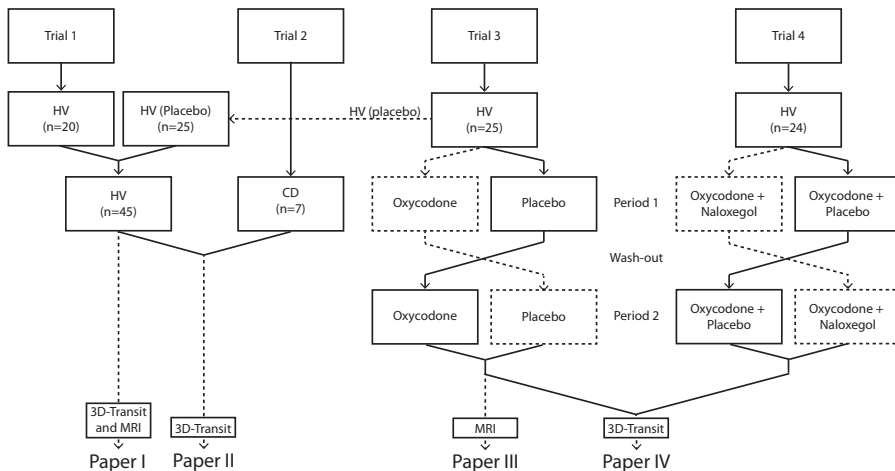 Trial 1
Trial 2
Trial 3
Trial 4
HV
(n=20)
HV (Placebo)
(n=25)
HV (placebo)
HV
(n=25)
HV
(n=24)
HV
(n=45)
CD
(n=7)
Oxycodone
Placebo
Period 1
Oxycodone +
Naloxegol
Oxycodone +
Placebo
Wash-out
Oxycodone
Placebo
Period 2
Oxycodone +
Placebo
Oxycodone +
Naloxegol
3D-Transit
and MRI
3D-Transit
MRI
3D-Transit
Paper I
Paper II
Paper III
Paper IV